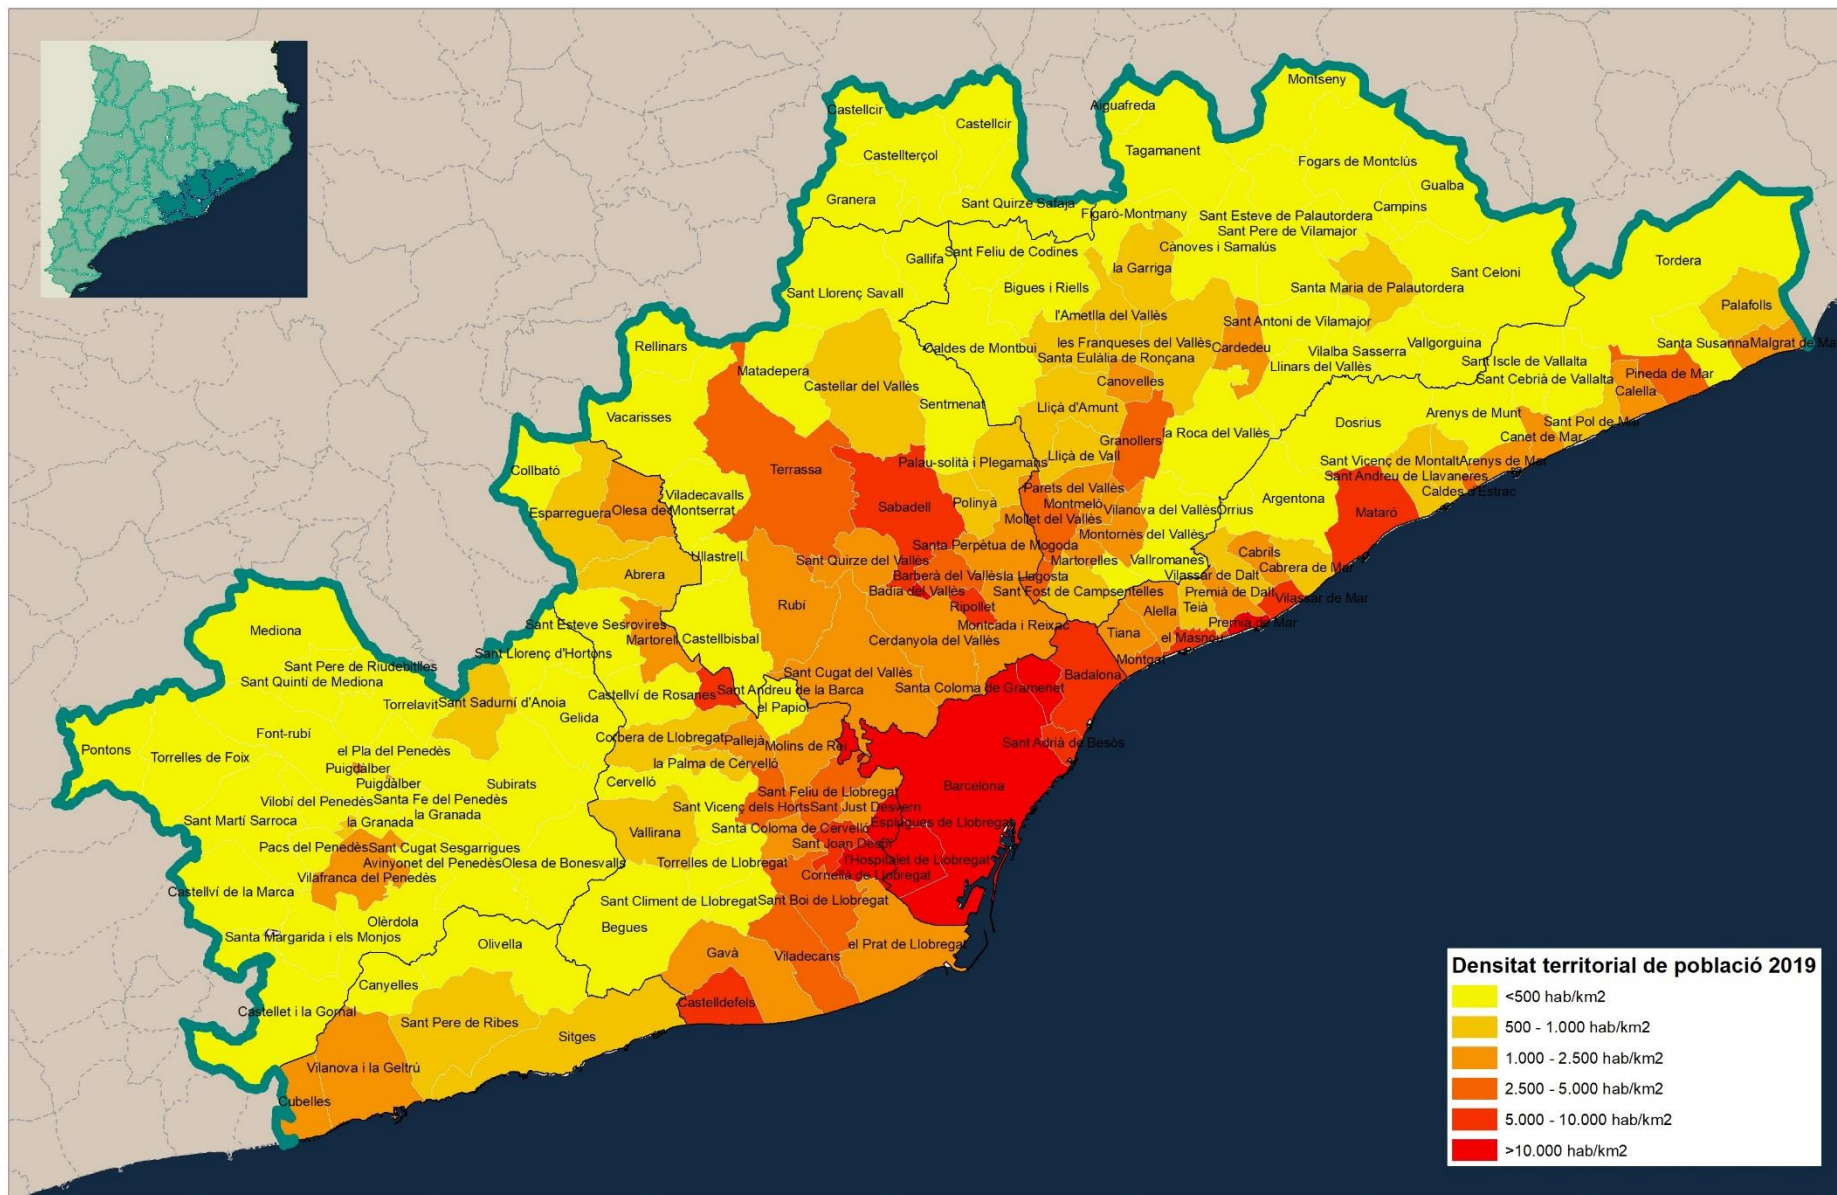 Montseny
Aiguafreda
Castellcir
Castellcir
Tagamanent
Castellterçol
Fogars de Montclús
Gualba
Granera
Sant Quirze Safaja
Campins
Figaró-Montmany
Sant Esteve de Palautordera
Sant Pere de Vilamajor
Cànoves i Samalús
Sant Feliu de Codines
Gallifa
la Garriga
Tordera
Sant Celoni
Bigues i Riells
Santa Maria de Palautordera
Sant Llorenç Savall
Palafolls
l'Ametlla del Vallès
Sant Antoni de Vilamajor
les Franqueses del Vallès
Vallgorguina
Santa Susanna
Malgrat de Ma
Rellinars
Caldes de Montbui
Cardedeu
Vilalba Sasserra
Santa Eulàlia de Ronçana
Sant Iscle de Vallalta
Llinars del Vallès
Matadepera
Pineda de Mar
Castellar del Vallès
Canovelles
Sant Cebrià de Vallalta
Calella
Sentmenat
Lliçà d'Amunt
Vacarisses
Arenys de Munt
Dosrius
Sant Pol de Mar
la Roca del Vallès
Canet de Mar
Granollers
Lliçà de Vall
Sant Vicenç de Montalt
Arenys de Mar
Palau-solità i Plegamans
Collbató
Terrassa
Sant Andreu de Llavaneres
Parets del Vallès
Caldes d'Estrac
Viladecavalls
Argentona
Polinyà
Montmeló
Sabadell
Olesa de Montserrat
Vilanova del Vallès
Òrrius
Mataró
Esparreguera
Mollet del Vallès
Montornès del Vallès
Santa Perpètua de Mogoda
Cabrils
Ullastrell
Sant Quirze del Vallès
Martorelles
Vallromanes
Cabrera de Mar
Abrera
Barberà del Vallès
la Llagosta
Vilassar de Dalt
Badia del Vallès
Sant Fost de Campsentelles
Premià de Dalt
Vilassar de Mar
Rubí
Ripollet
Alella
Teià
Sant Esteve Sesrovires
Montcada i Reixac
Premià de Mar
Mediona
Martorell
Castellbisbal
Cerdanyola del Vallès
Tiana
el Masnou
Sant Llorenç d'Hortons
Montgat
Sant Pere de Riudebitlles
Sant Cugat del Vallès
Badalona
Sant Quintí de Mediona
Castellví de Rosanes
Sant Andreu de la Barca
Santa Coloma de Gramenet
Torrelavit
Sant Sadurní d'Anoia
el Papiol
Gelida
Font-rubí
Corbera de Llobregat
Pallejà
Molins de Rei
Sant Adrià de Besòs
Pontons
Torrelles de Foix
el Pla del Penedès
la Palma de Cervelló
Puigdàlber
Puigdàlber
Subirats
Cervelló
Barcelona
Sant Feliu de Llobregat
Vilobí del Penedès
Santa Fe del Penedès
Sant Vicenç dels Horts
Sant Just Desvern
la Granada
Sant Martí Sarroca
la Granada
Esplugues de Llobregat
Santa Coloma de Cervelló
Vallirana
Sant Joan Despí
Pacs del Penedès
Sant Cugat Sesgarrigues
Avinyonet del Penedès
Olesa de Bonesvalls
Torrelles de Llobregat
l'Hospitalet de Llobregat
Vilafranca del Penedès
Cornellà de Llobregat
Castellví de la Marca
Sant Climent de Llobregat
Sant Boi de Llobregat
Olèrdola
Begues
Santa Margarida i els Monjos
Olivella
el Prat de Llobregat
Gavà
Viladecans
Canyelles
Castelldefels
Castellet i la Gornal
Sant Pere de Ribes
Sitges
Vilanova i la Geltrú
Cubelles
Densitat territorial de població 2019
<500 hab/km2
500 - 1.000 hab/km2
1.000 - 2.500 hab/km2
2.500 - 5.000 hab/km2
5.000 - 10.000 hab/km2
>10.000 hab/km2